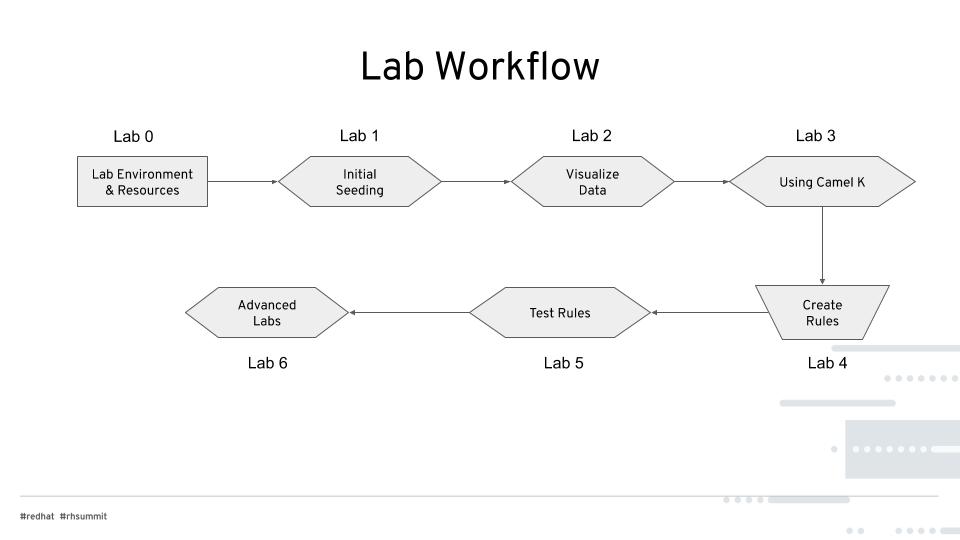 Lab Workflow
Lab 0
Lab 1
Lab 2
Lab 3
Lab Environment
& Resources
Initial
Seeding
Visualize
Data
Using Camel K
Advanced
Labs
Test Rules
Create
Rules
Lab 6
Lab 5
Lab 4
#redhat #rhsummit